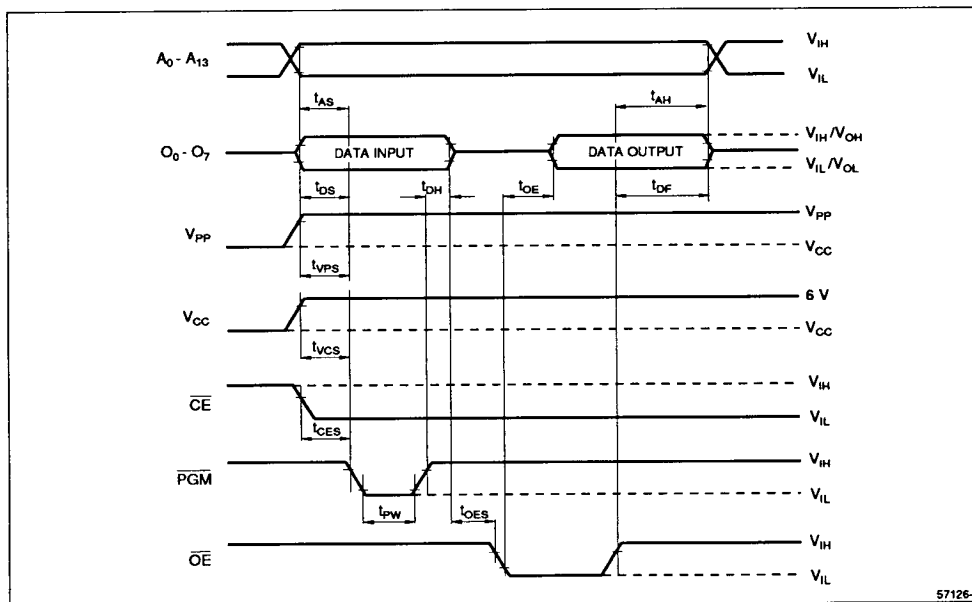 A0 - A13
VIH
VIL
tAS
tAH
O0 - O7
DATA INPUT
DATA OUTPUT
VIH/VOH
VIL/VOL
tDS
tDH
tOE
tDF
VPP
VPP
VCC
tVPS
VCC
6 V
VCC
tVCS
CE
VIH
VIL
tCES
PGM
VIH
VIL
tPW
tOES
OE
VIH
VIL
57126-